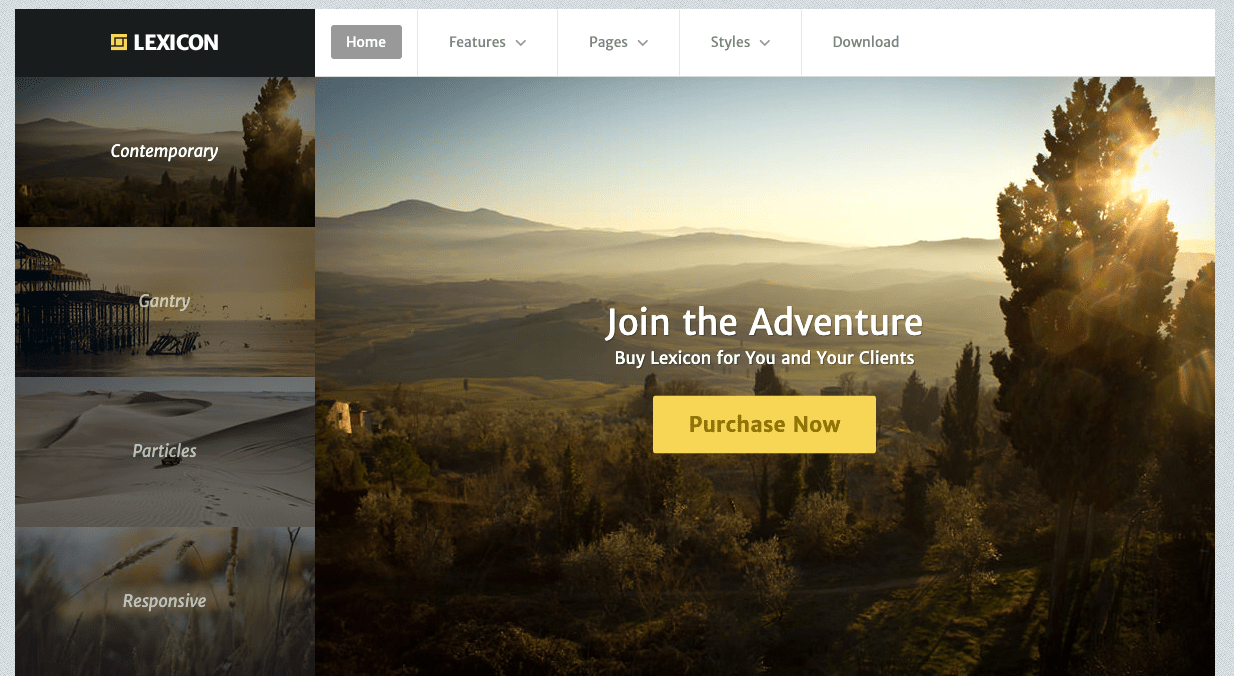 LEXICON
Home
Features
Pages
Styles
Download
Contemporary
Gantry
Particles
Responsive
Join the Adventure
Buy Lexicon for You and Your Clients
Purchase Now